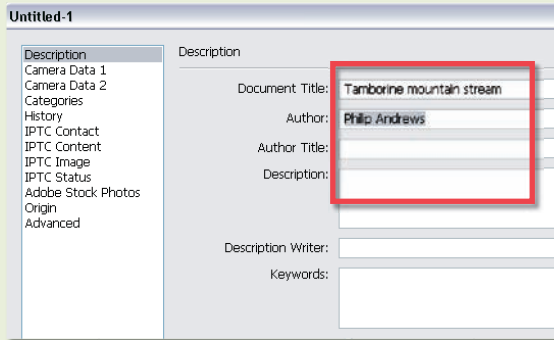 Untitled-1
Description
Camera Data 1
Camera Data 2
Categories
History
IPTC Contact
IPTC Content
IPTC Image
IPTC Status
Adobe Stock Photos
Origin
Advanced
Description
Document Title: Tamborine mountain stream
Author: Philip Andrews
Author Title:
Description:
Description Writer:
Keywords: